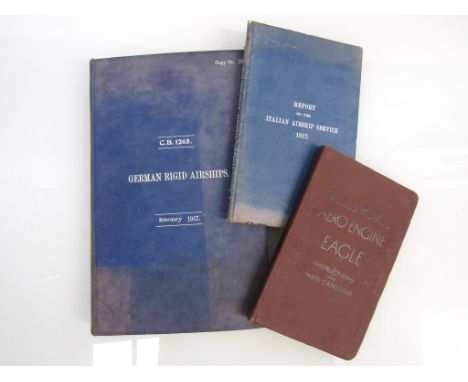 Copy No.
C.B. 1265.
GERMAN RIGID AIRSHIPS.
February 1917.
REPORT
ON THE
ITALIAN AIRSHIP SERVICE
1917.
ROLLS-ROYCE
AERO ENGINE
EAGLE
INSTRUCTIONS
AND
PARTS CATALOGUE